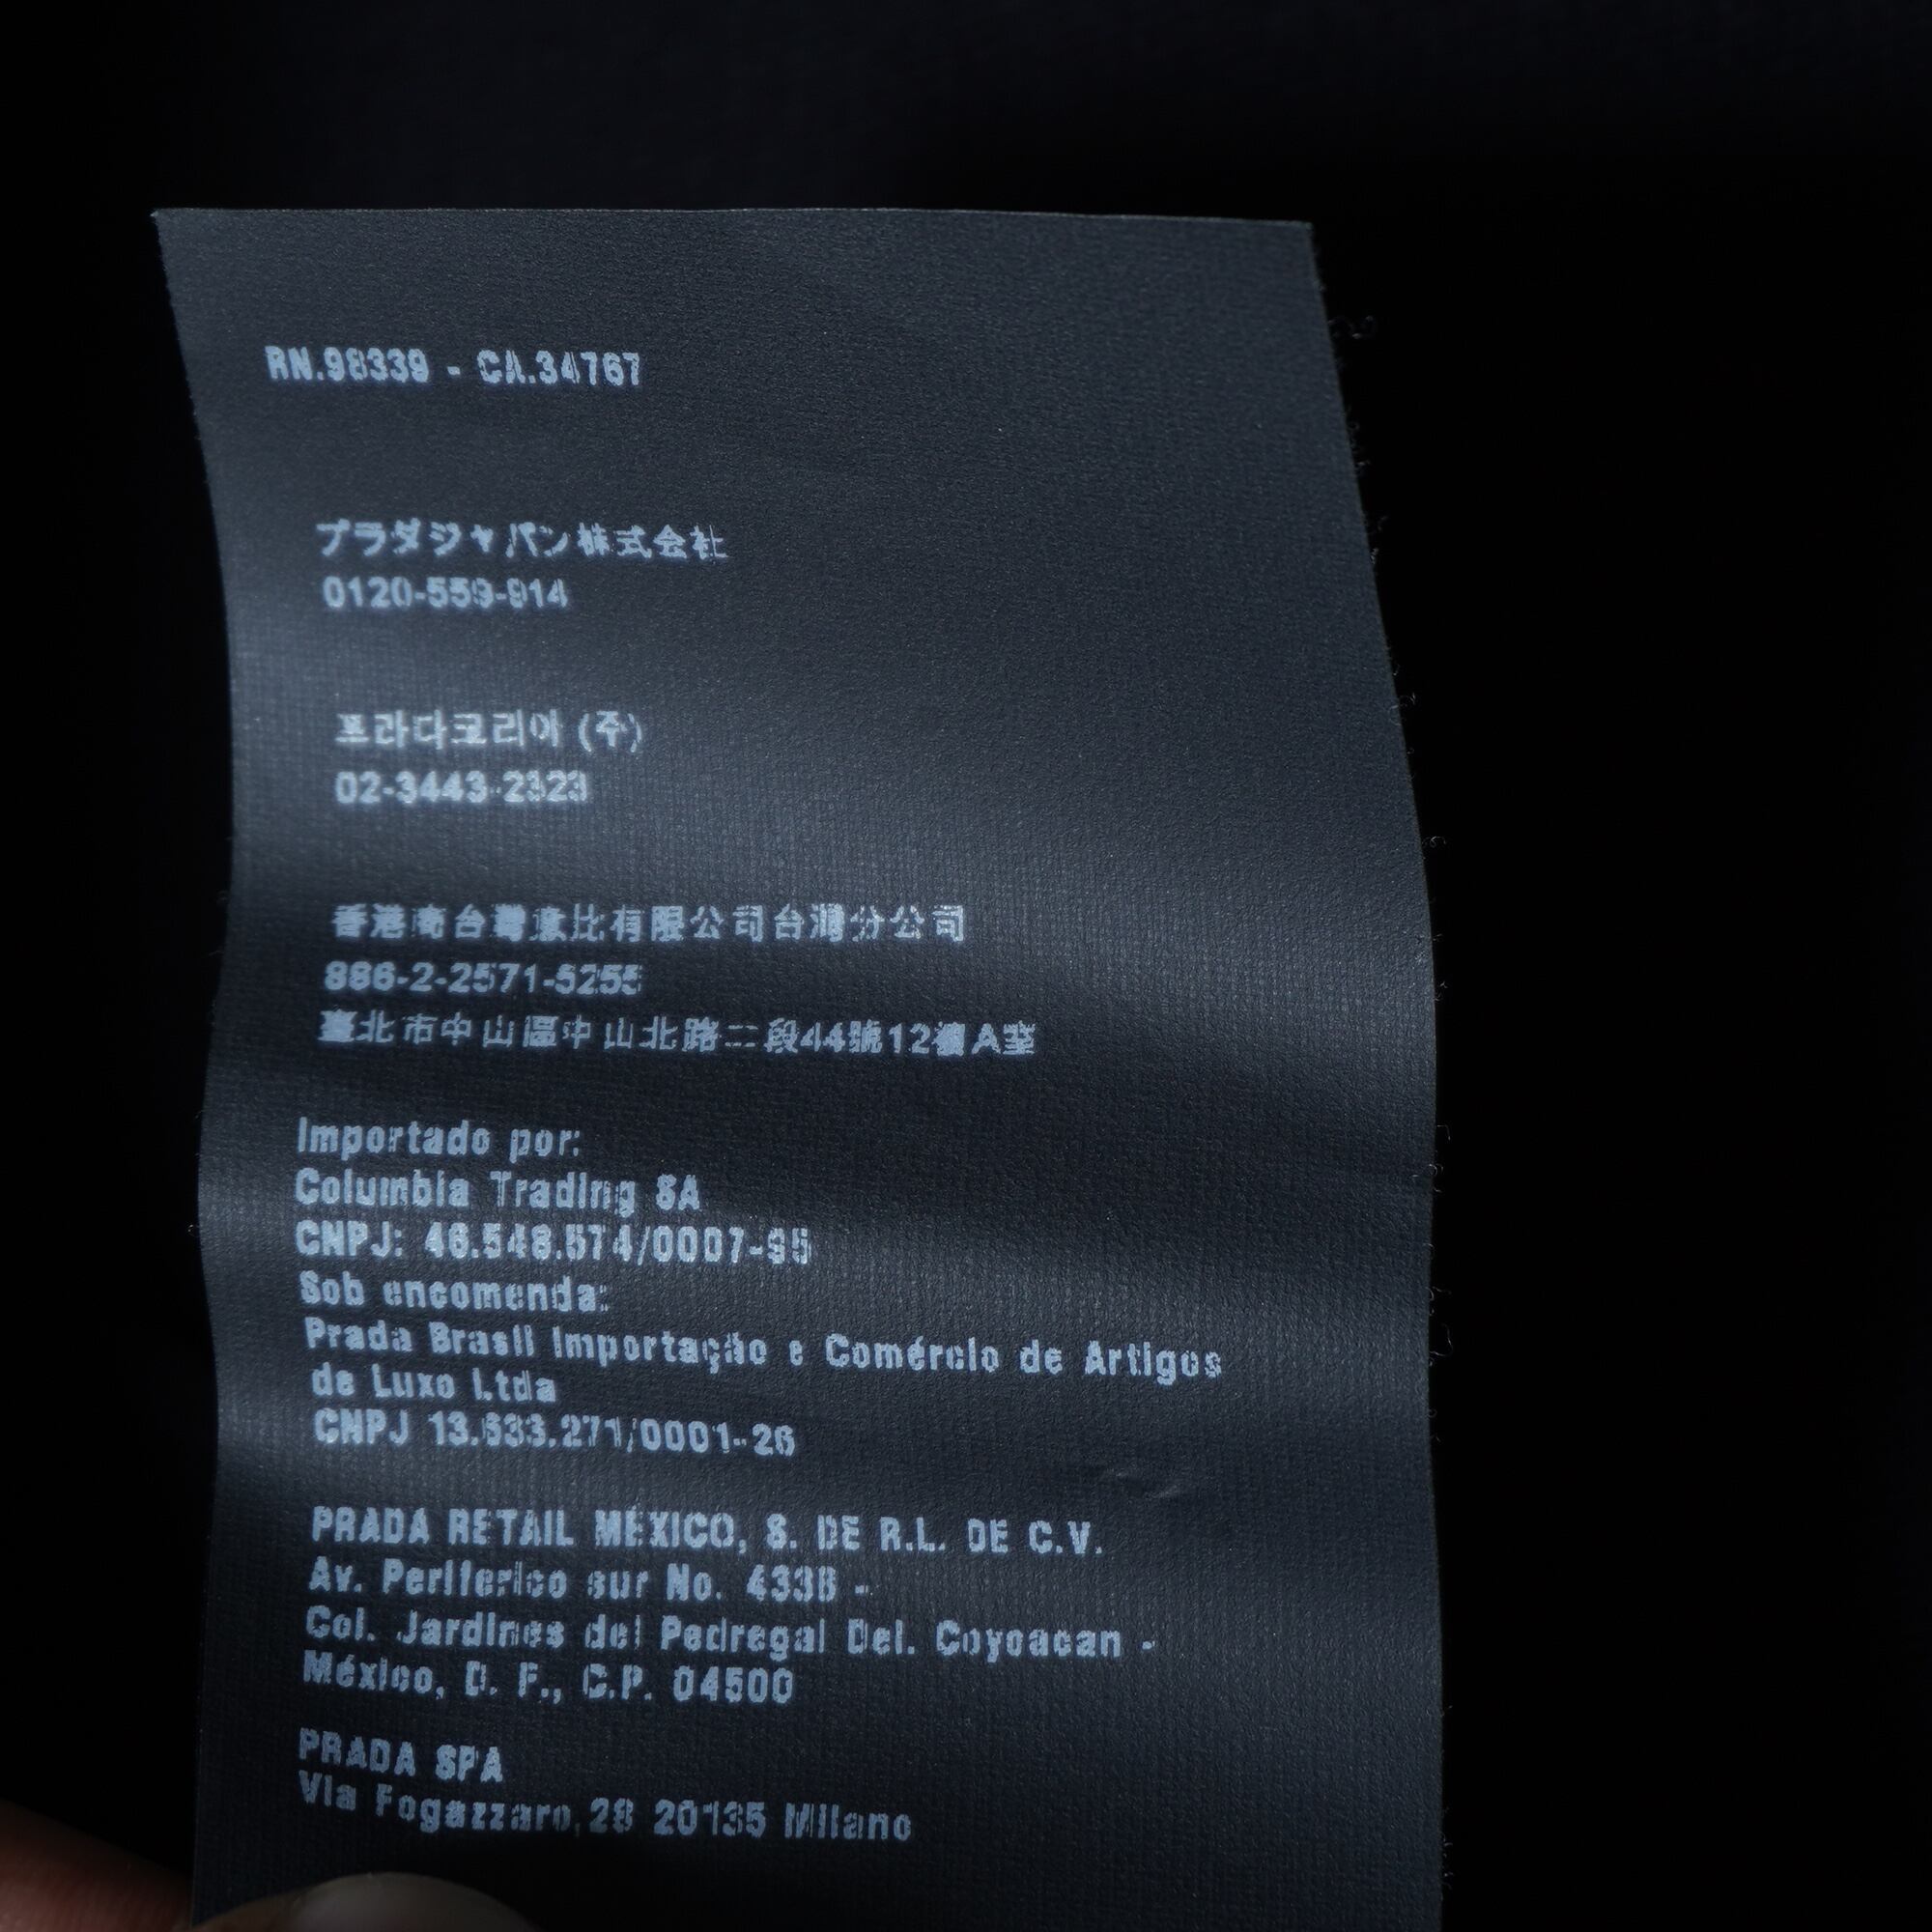 RN.98339 - CA.34767
プラダジャパン株式会社
0120-559-914
프라다코리아 (주)
02-3443-2323
香港商台灣意比有限公司台灣分公司
886-2-2571-5255
臺北市中山區中山北路二段44號12樓A室
Importado por:
Columbia Trading SA
CNPJ: 46.548.574/0007-95
Sob encomenda:
Prada Brasil Importação e Comércio de Artigos
de Luxo Ltda
CNPJ 13.633.271/0001-26
PRADA RETAIL MÉXICO, S. DE R.L. DE C.V.
Av. Periferico sur No. 4338 -
Col. Jardines del Pedregal Del. Coyoacan -
México, D. F., C.P. 04500
PRADA SPA
Via Fogazzaro,28 20135 Milano